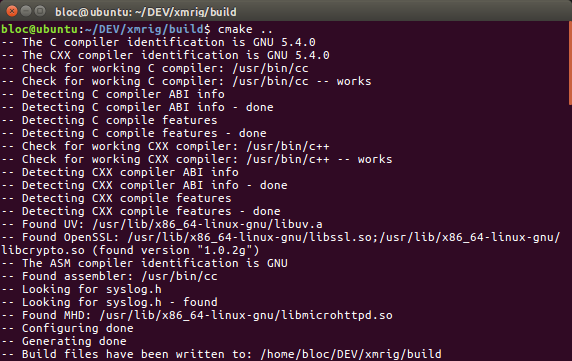 bloc@ubuntu: ~/DEV/xmrig/build
bloc@ubuntu:~/DEV/xmrig/build$ cmake ..
-- The C compiler identification is GNU 5.4.0
-- The CXX compiler identification is GNU 5.4.0
-- Check for working C compiler: /usr/bin/cc
-- Check for working C compiler: /usr/bin/cc -- works
-- Detecting C compiler ABI info
-- Detecting C compiler ABI info - done
-- Detecting C compile features
-- Detecting C compile features - done
-- Check for working CXX compiler: /usr/bin/c++
-- Check for working CXX compiler: /usr/bin/c++ -- works
-- Detecting CXX compiler ABI info
-- Detecting CXX compiler ABI info - done
-- Detecting CXX compile features
-- Detecting CXX compile features - done
-- Found UV: /usr/lib/x86_64-linux-gnu/libuv.a
-- Found OpenSSL: /usr/lib/x86_64-linux-gnu/libssl.so;/usr/lib/x86_64-linux-gnu/
libcrypto.so (found version "1.0.2g")
-- The ASM compiler identification is GNU
-- Found assembler: /usr/bin/cc
-- Looking for syslog.h
-- Looking for syslog.h - found
-- Found MHD: /usr/lib/x86_64-linux-gnu/libmicrohttpd.so
-- Configuring done
-- Generating done
-- Build files have been written to: /home/bloc/DEV/xmrig/build